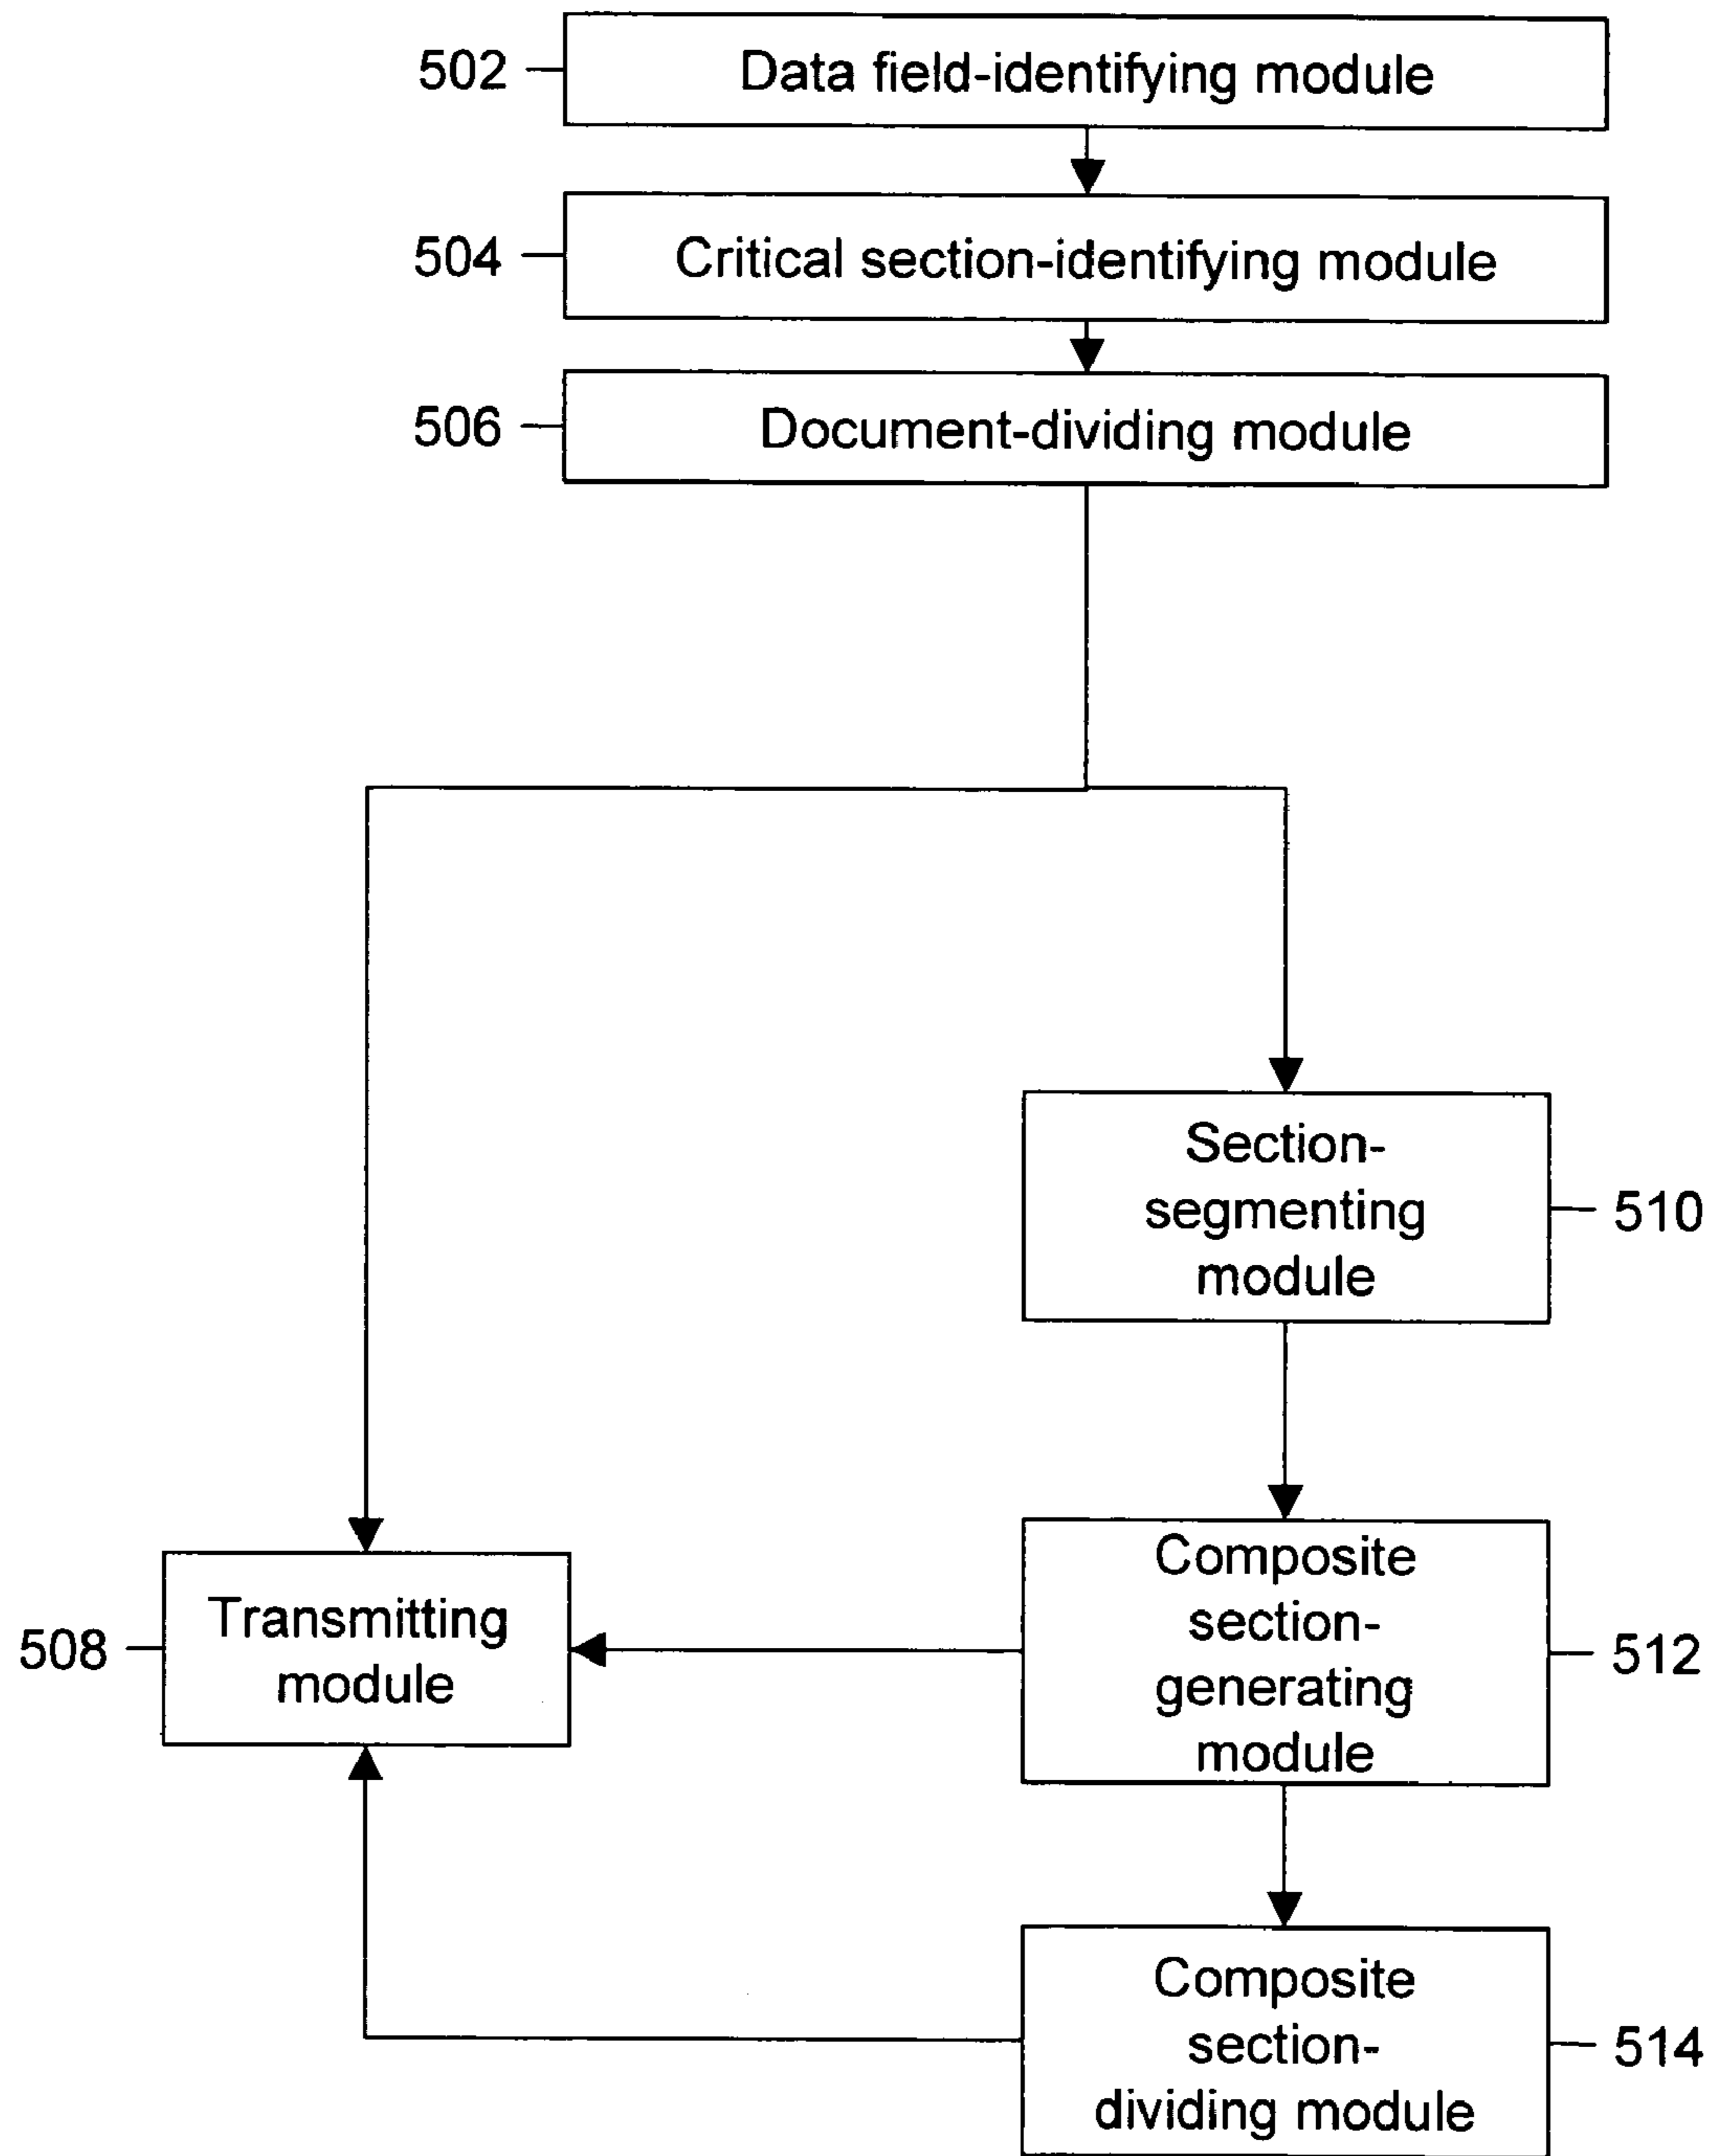 502
Data field-identifying module
504
Critical section-identifying module
506
Document-dividing module
Section-
segmenting
module
510
508
Transmitting
module
Composite
section-
generating
module
512
Composite
section-
dividing module
514